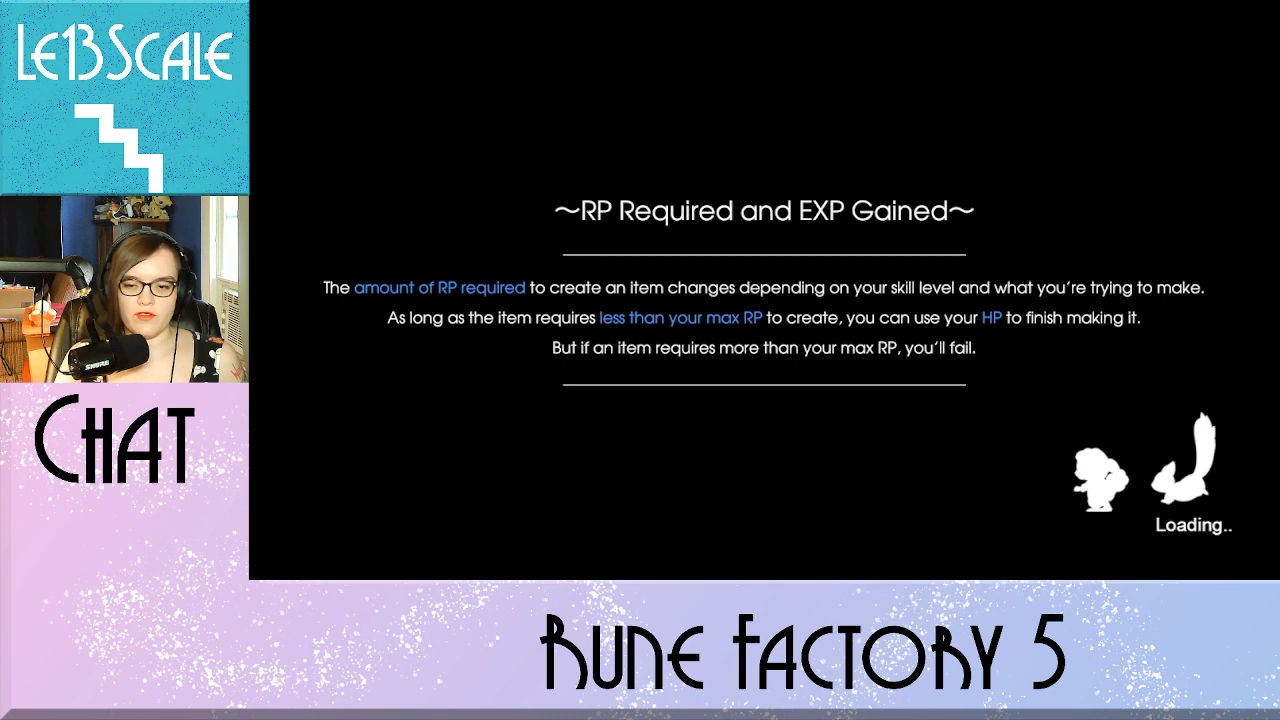 Le13Scale
～RP Required and EXP Gained～
The amount of RP required to create an item changes depending on your skill level and what you're trying to make.
As long as the item requires less than your max RP to create, you can use your HP to finish making it.
But if an item requires more than your max RP, you'll fail.
SHURE
Chat
Loading..
Rune Factory 5